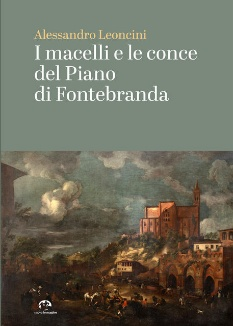 Alessandro Leoncini
I macelli e le conce
del Piano
di Fontebranda